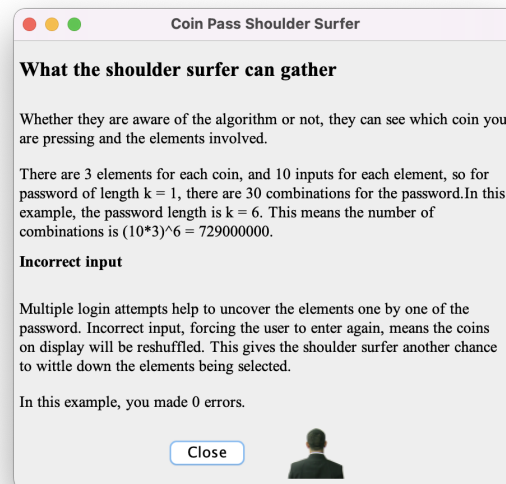 Coin Pass Shoulder Surfer
What the shoulder surfer can gather
Whether they are aware of the algorithm or not, they can see which coin you
are pressing and the elements involved.
There are 3 elements for each coin, and 10 inputs for each element, so for
password of length k = 1, there are 30 combinations for the password.In this
example, the password length is k = 6. This means the number of
combinations is (10*3)^6 = 729000000.
Incorrect input
Multiple login attempts help to uncover the elements one by one of the
password. Incorrect input, forcing the user to enter again, means the coins
on display will be reshuffled. This gives the shoulder surfer another chance
to wittle down the elements being selected.
In this example, you made 0 errors.
Close